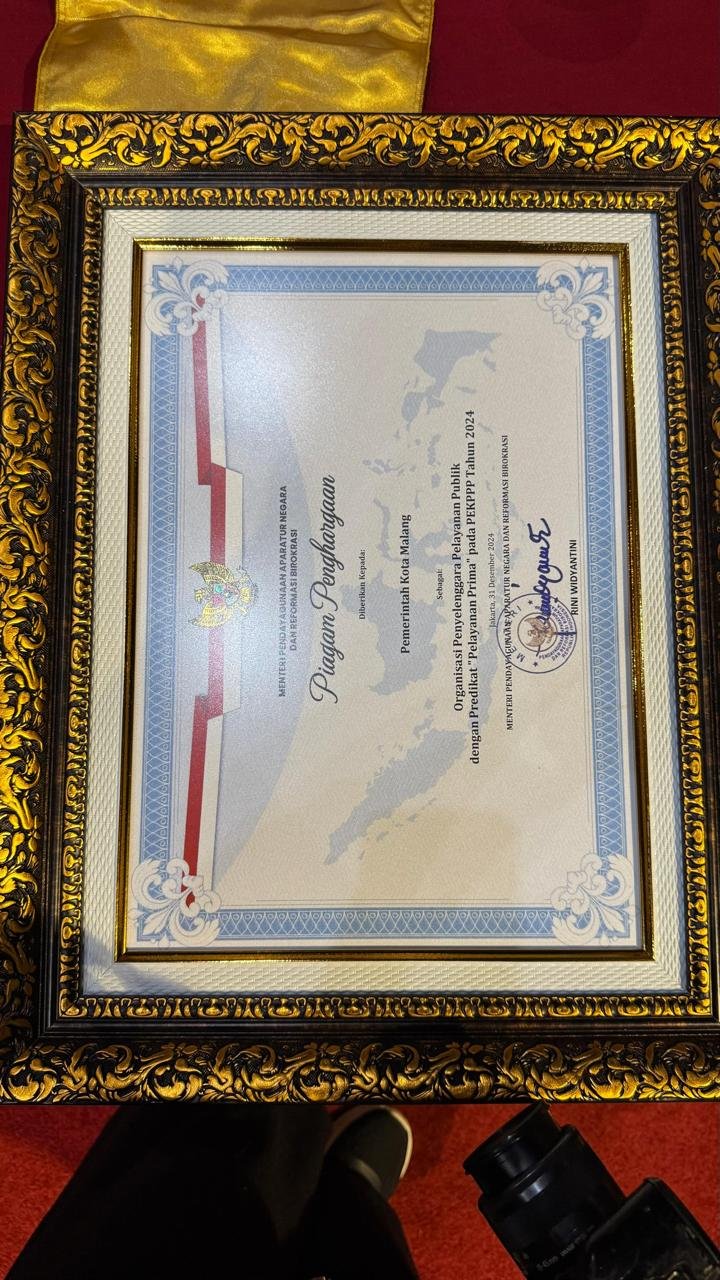 MENTERI PENDAYAGUNAAN APARATUR NEGARA
DAN REFORMASI BIROKRASI
Piagam Penghargaan
Diberikan Kepada:
Pemerintah Kota Malang
Sebagai:
Organisasi Penyelenggara Pelayanan Publik
dengan Predikat "Pelayanan Prima" pada PEKPPP Tahun 2024
Jakarta, 31 Desember 2024
MENTERI PENDAYAGUNAAN APARATUR NEGARA DAN REFORMASI BIROKRASI
RINI WIDYANTINI